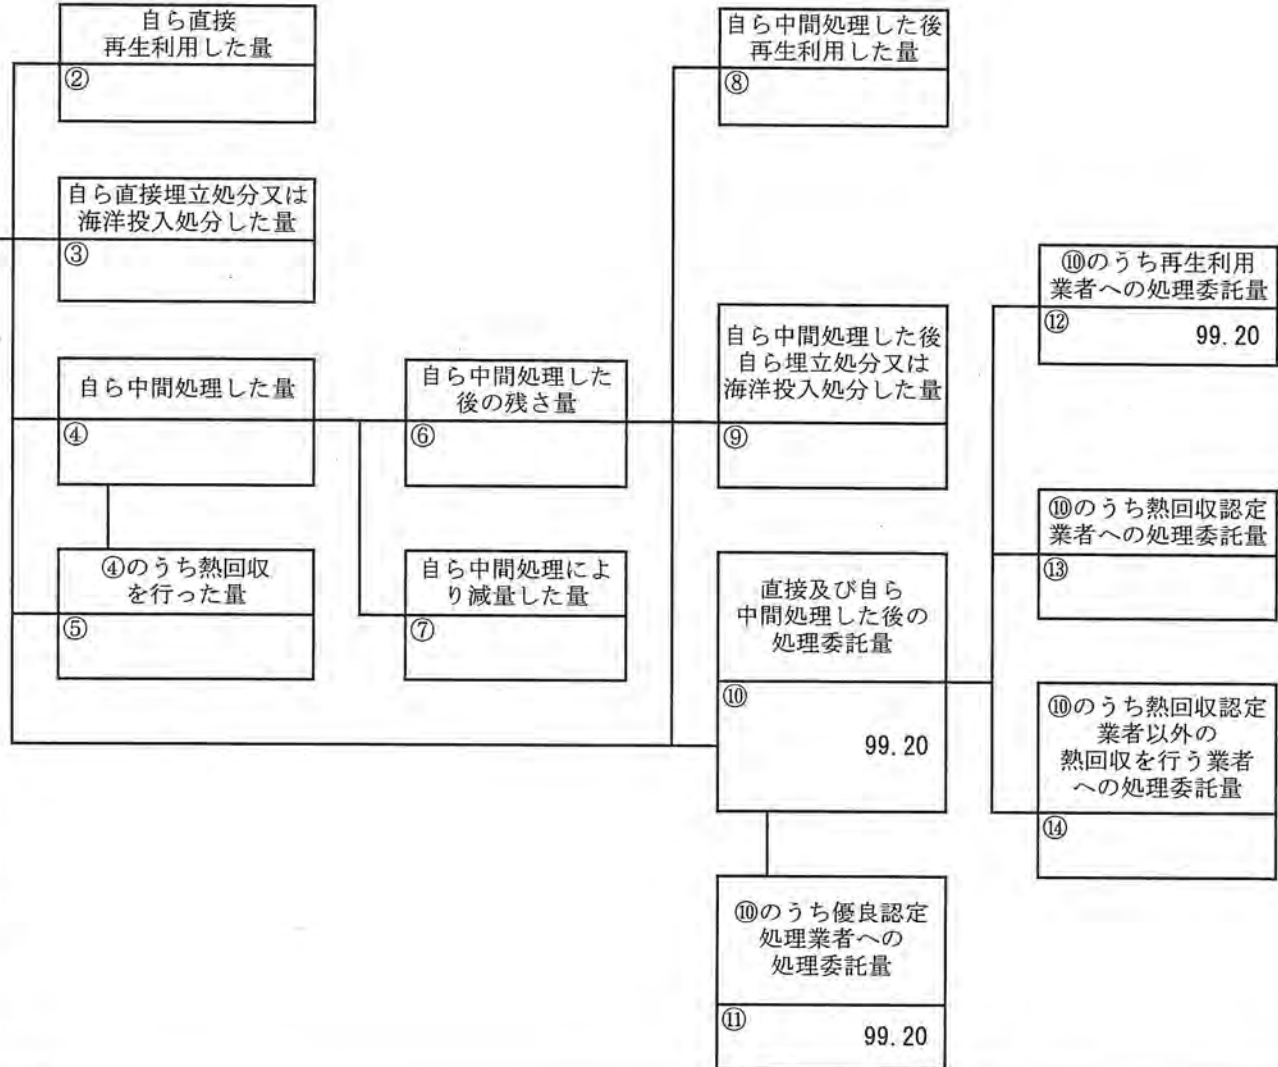 自ら直接
再生利用した量
②
自ら直接埋立処分又は
海洋投入処分した量
③
自ら中間処理した量
④
④のうち熱回収
を行った量
⑤
自ら中間処理した
後の残さ量
⑥
自ら中間処理によ
り減量した量
⑦
自ら中間処理した後
再生利用した量
⑧
自ら中間処理した後
自ら埋立処分又は
海洋投入処分した量
⑨
直接及び自ら
中間処理した後の
処理委託量
⑩
99.20
⑩のうち優良認定
処理業者への
処理委託量
⑪
99.20
⑩のうち再生利用
業者への処理委託量
⑫
99.20
⑩のうち熱回収認定
業者への処理委託量
⑬
⑩のうち熱回収認定
業者以外の
熱回収を行う業者
への処理委託量
⑭